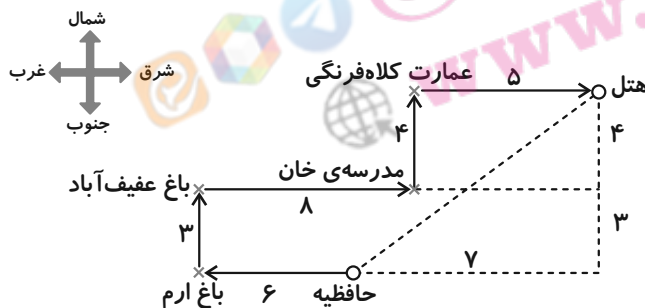 شمال
غرب
شرق
جنوب
www.
عمارت کلاه‌فرنگی
۵
هتل
۴
۴
مدرسه‌ی خان
باغ عفیف‌آباد
۸
۳
۳
۷
باغ ارم
۶
حافظیه